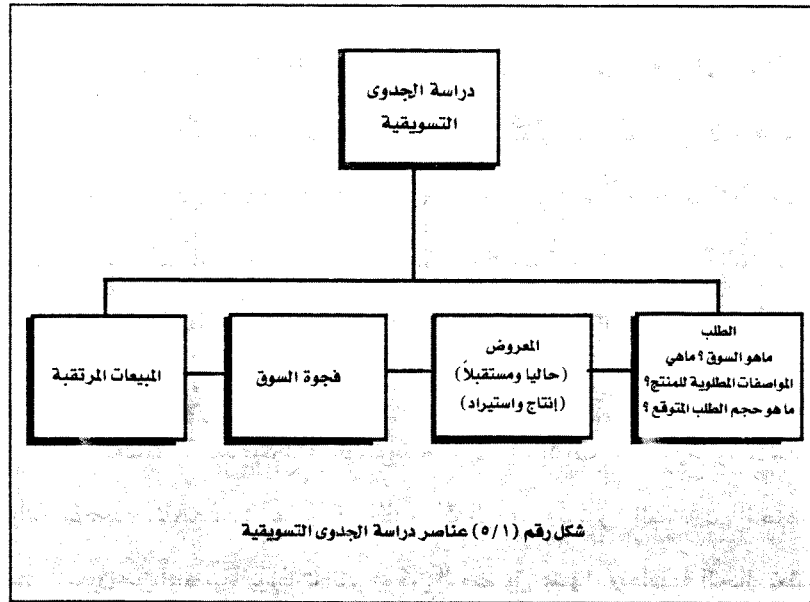 دراسة الجدوى
التسويقية
الطلب
ماهو السوق ؟ ماهي
المواصفات المطلوبة للمنتج؟
ما هو حجم الطلب المتوقع ؟
المعروض
(حاليا ومستقبلاً)
(إنتاج واستيراد)
فجوة السوق
المبيعات المرتقبة
شكل رقم (٥/١) عناصر دراسة الجدوى التسويقية